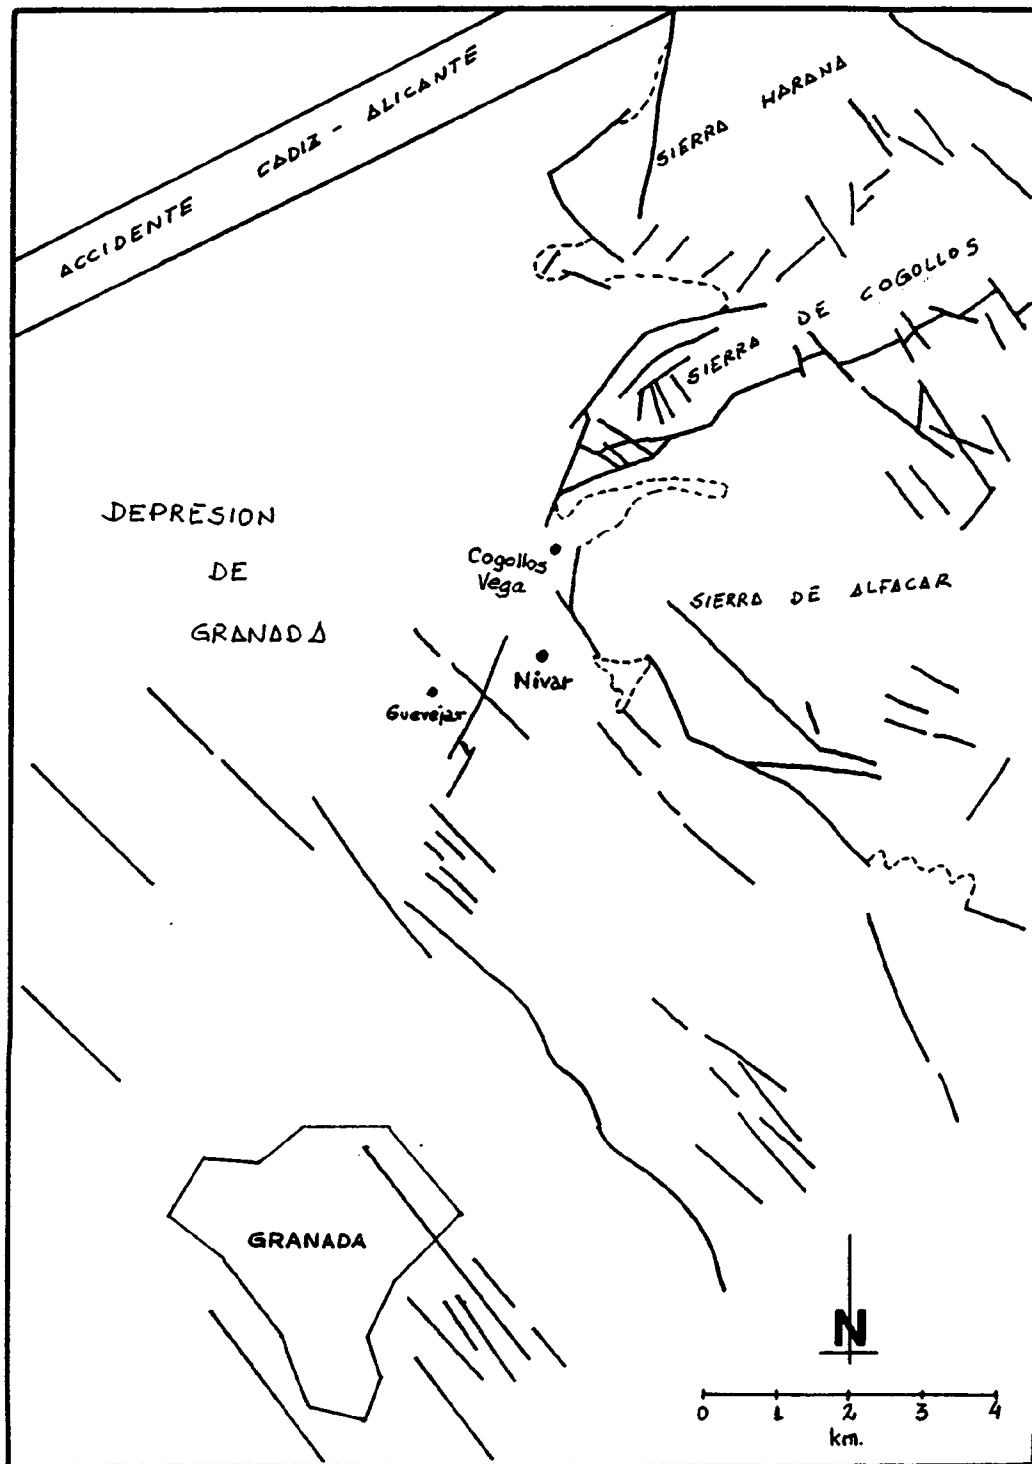 ACCIDENTE CADIZ - ALICANTE
SIERRA HARANA
SIERRA DE COGOLLOS
DEPRESION
DE
GRANADA
Cogollos
Vega
SIERRA DE ALFACAR
Nivar
Guevejar
GRANADA
N
0 1 2 3 4
km.